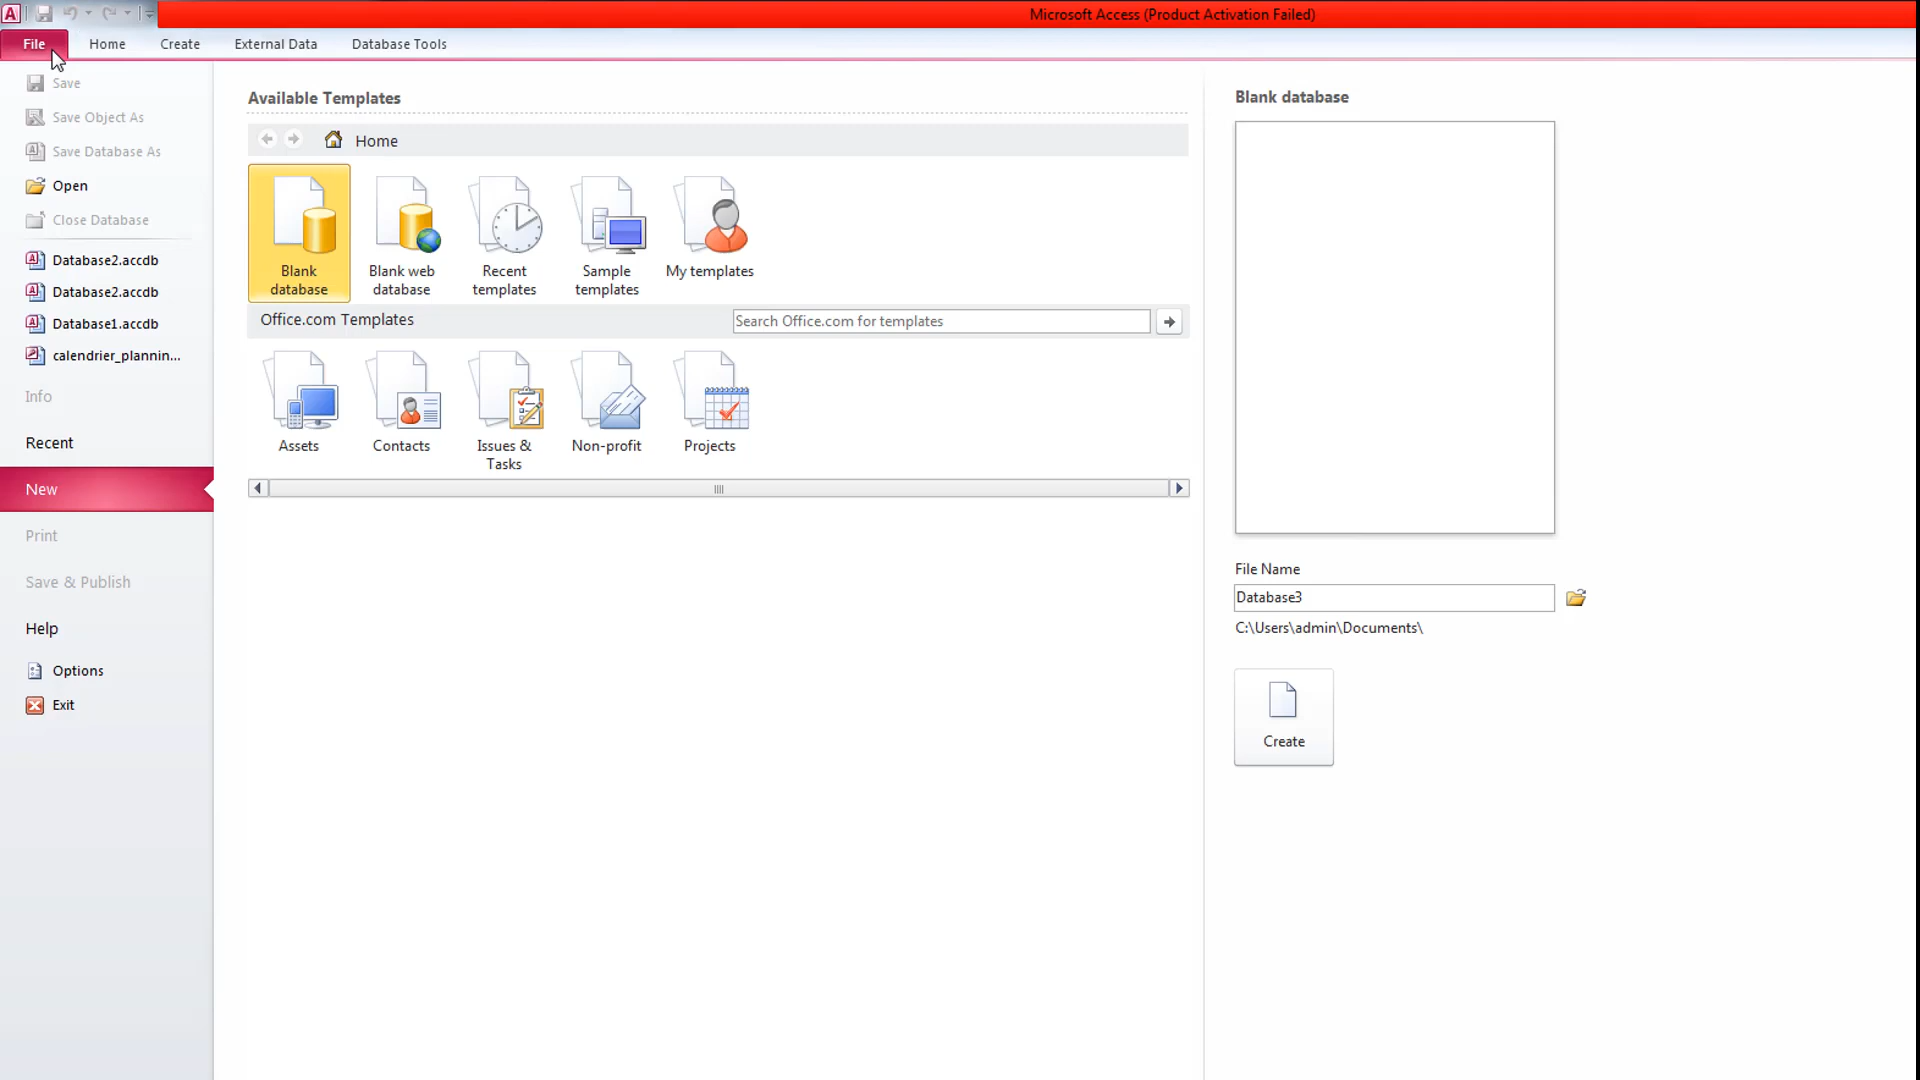 Microsoft Access (Product Activation Failed)
File Home Create External Data Database Tools
Save
Save Object As
Save Database As
Open
Close Database
Database2.accdb
Database2.accdb
Database1.accdb
calendrier_plannin...
Info
Recent
New
Print
Save & Publish
Help
Options
Exit
Available Templates
Home
Blank
database
Blank web
database
Recent
templates
Sample
templates
My templates
Office.com Templates
Search Office.com for templates
Assets
Contacts
Issues &
Tasks
Non-profit
Projects
Blank database
File Name
Database3
C:\Users\admin\Documents\
Create